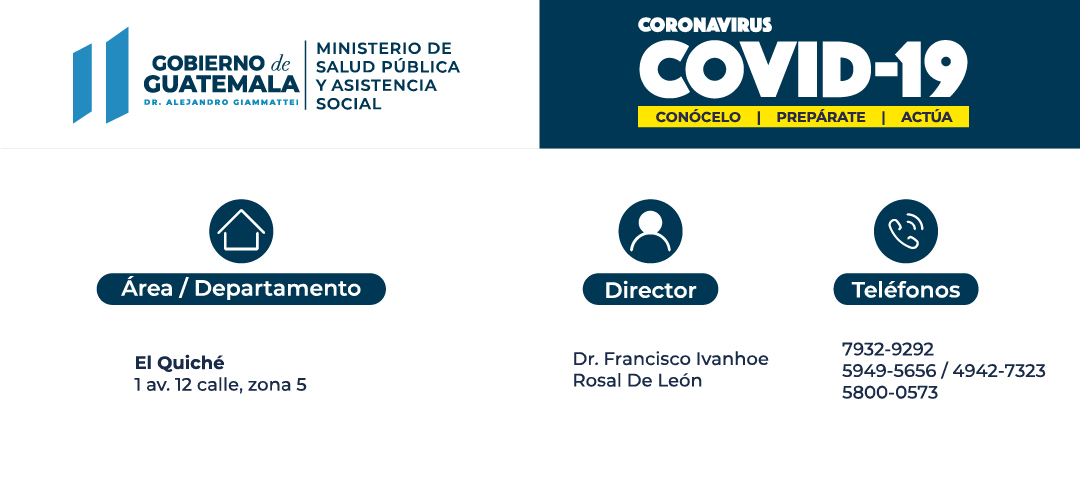 GOBIERNO de
GUATEMALA
DR. ALEJANDRO GIAMMATTEI
MINISTERIO DE
SALUD PÚBLICA
Y ASISTENCIA
SOCIAL
CORONAVIRUS
COVID-19
CONÓCELO | PREPÁRATE | ACTÚA
Área / Departamento
El Quiché
1 av. 12 calle, zona 5
Director
Dr. Francisco Ivanhoe
Rosal De León
Teléfonos
7932-9292
5949-5656 / 4942-7323
5800-0573